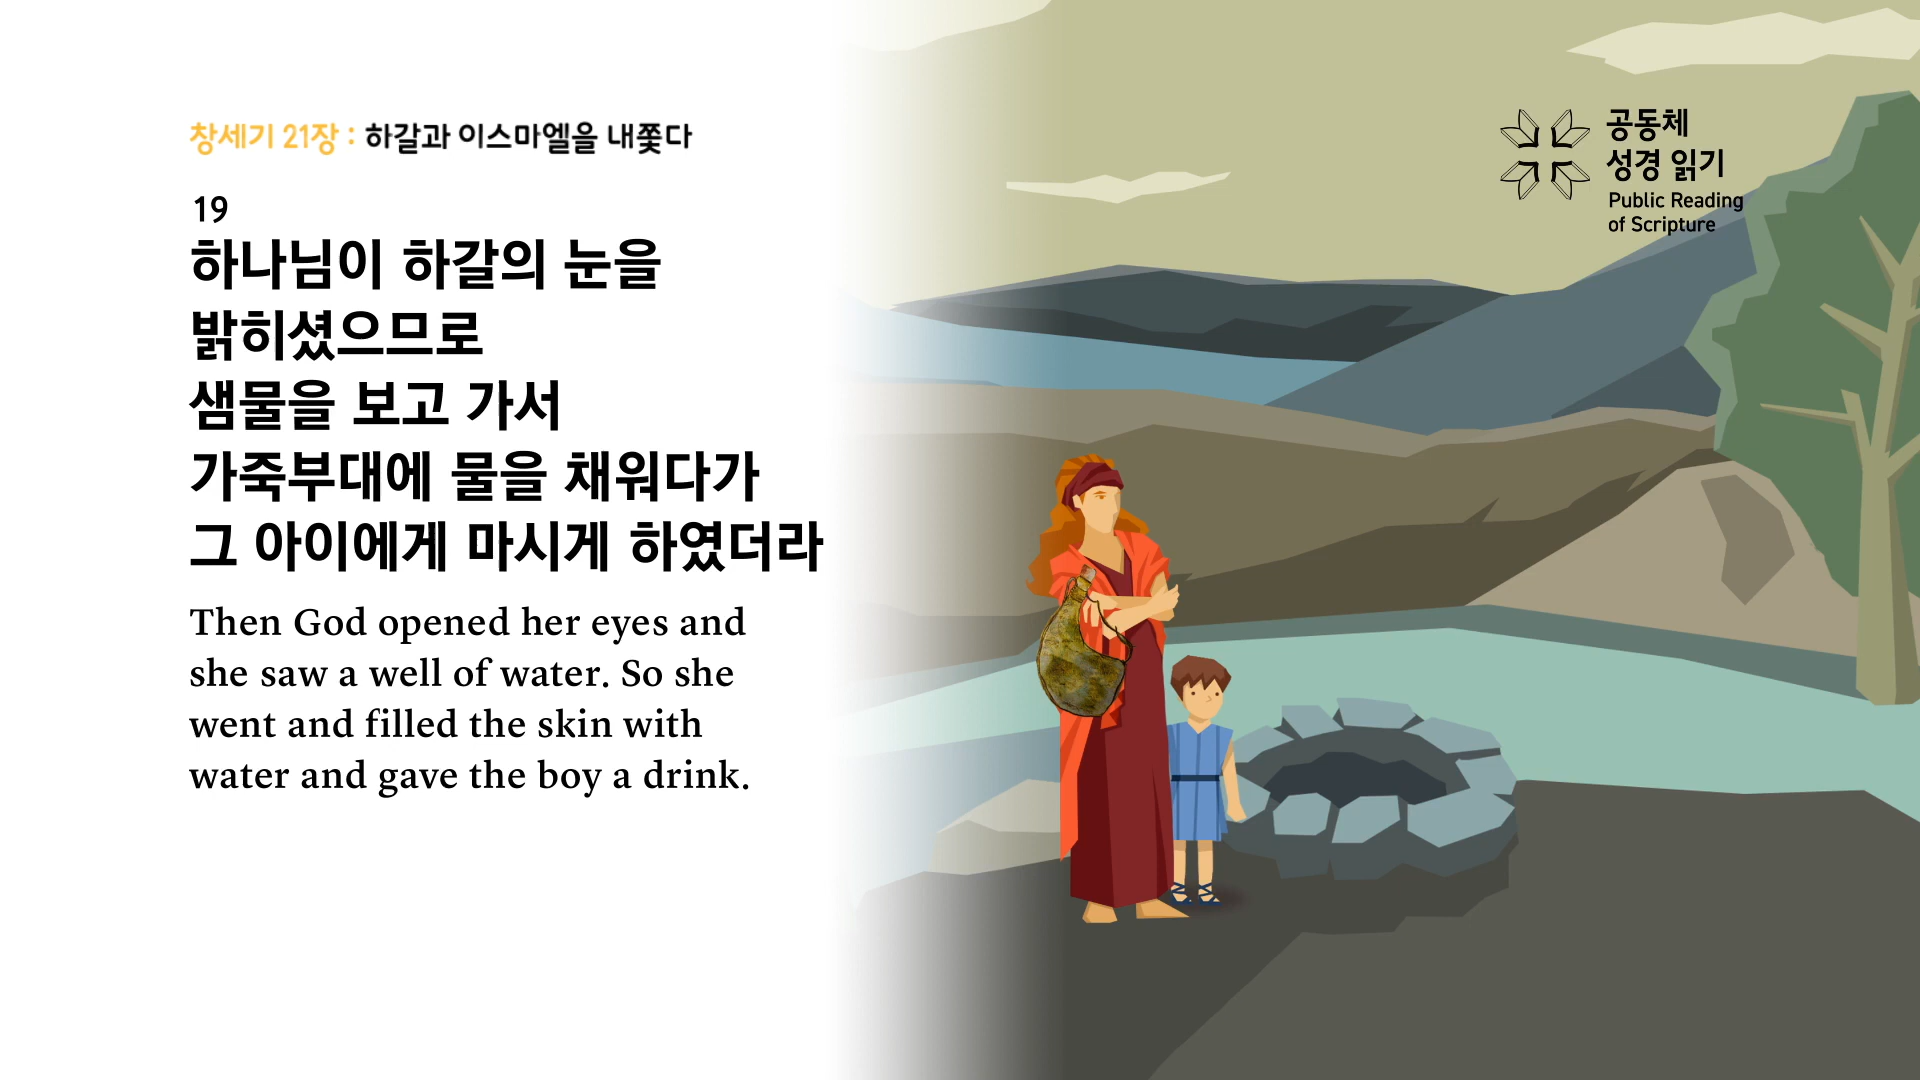 창세기 21장 : 하갈과 이스마엘을 내쫓다
19
하나님이 하갈의 눈을
밝히셨으므로
샘물을 보고 가서
가죽부대에 물을 채워다가
그 아이에게 마시게 하였더라
Then God opened her eyes and
she saw a well of water. So she
went and filled the skin with
water and gave the boy a drink.
공동체
성경 읽기
Public Reading
of Scripture